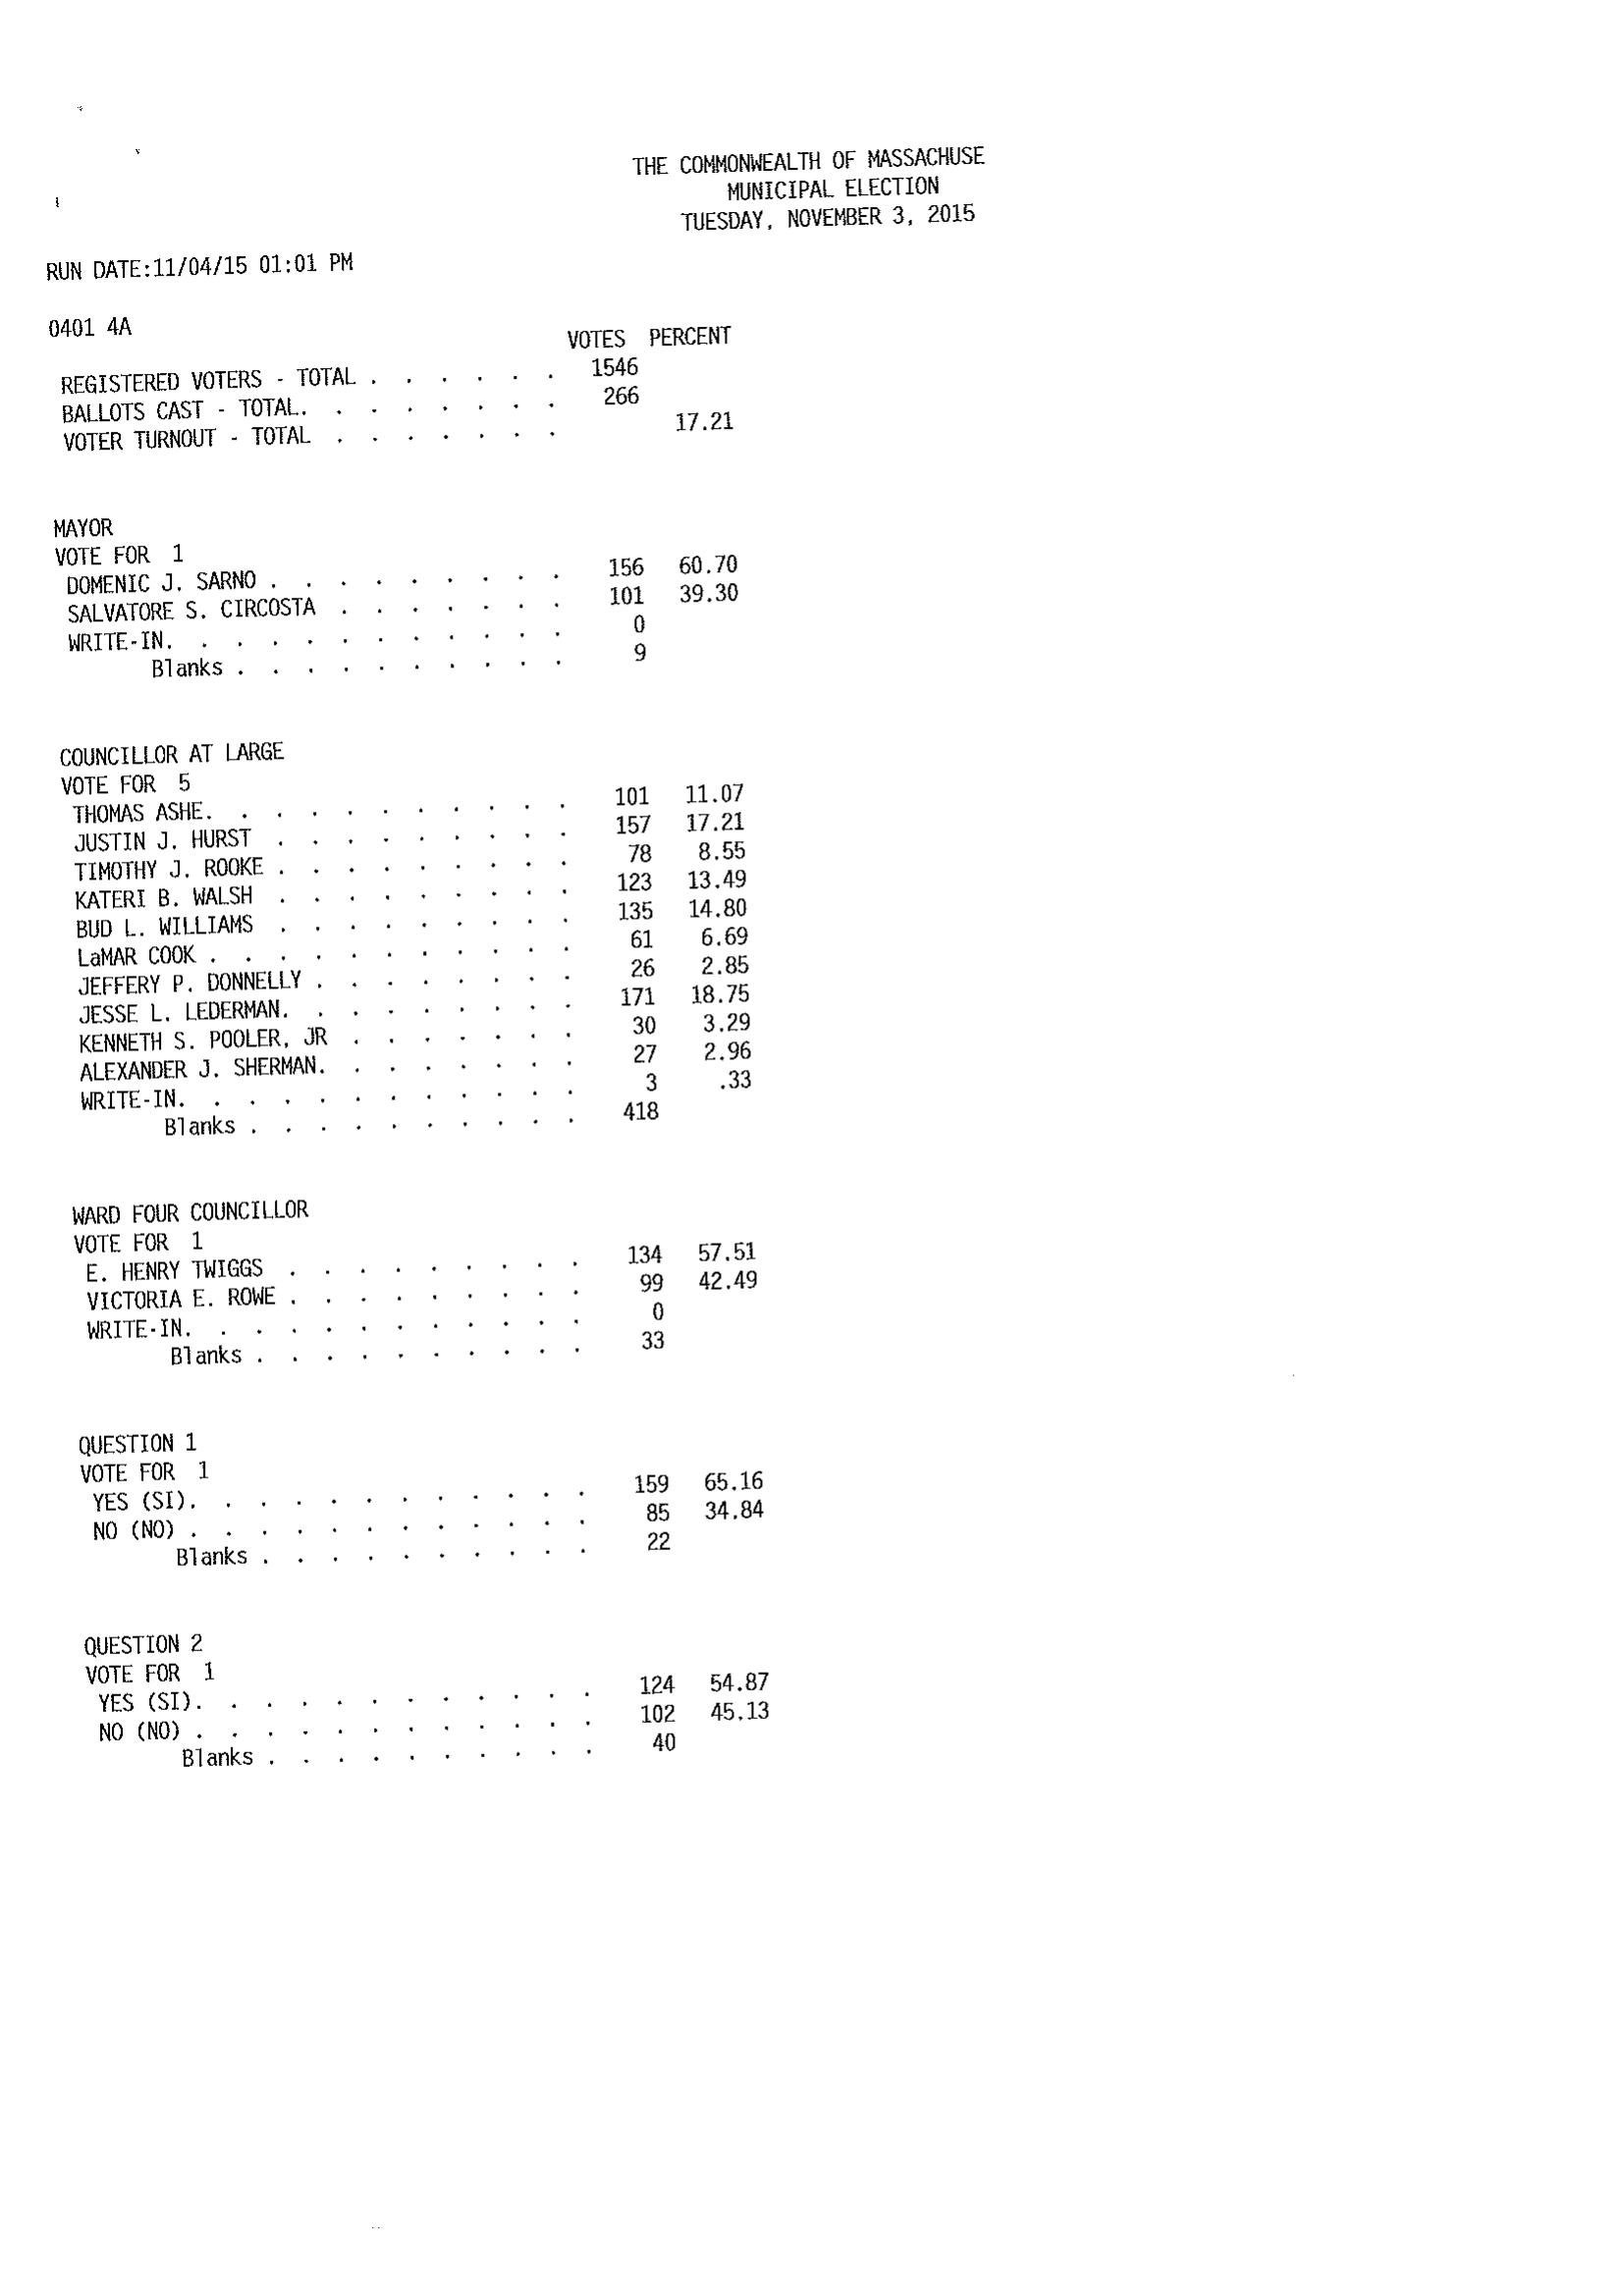 THE COMMONWEALTH OF MASSACHUSE
MUNICIPAL ELECTION
TUESDAY, NOVEMBER 3, 2015
RUN DATE:11/04/15 01:01 PM
0401 4A
VOTES PERCENT
REGISTERED VOTERS - TOTAL . . . . . . 1546
BALLOTS CAST - TOTAL. . . . . . . . 266
VOTER TURNOUT - TOTAL . . . . . . . 17.21
MAYOR
VOTE FOR 1
DOMENIC J. SARNO . . . . . . . . . 156 60.70
SALVATORE S. CIRCOSTA . . . . . . . 101 39.30
WRITE-IN. . . . . . . . . . . . 0
Blanks . . . . . . . . . . 9
COUNCILLOR AT LARGE
VOTE FOR 5
THOMAS ASHE. . . . . . . . . . . 101 11.07
JUSTIN J. HURST . . . . . . . . . 157 17.21
TIMOTHY J. ROOKE . . . . . . . . . 78 8.55
KATERI B. WALSH . . . . . . . . . 123 13.49
BUD L. WILLIAMS . . . . . . . . . 135 14.80
LaMAR COOK . . . . . . . . . . . 61 6.69
JEFFERY P. DONNELLY . . . . . . . . 26 2.85
JESSE L. LEDERMAN. . . . . . . . . 171 18.75
KENNETH S. POOLER, JR . . . . . . . 30 3.29
ALEXANDER J. SHERMAN. . . . . . . . 27 2.96
WRITE-IN. . . . . . . . . . . . 3 .33
Blanks . . . . . . . . . . 418
WARD FOUR COUNCILLOR
VOTE FOR 1
E. HENRY TWIGGS . . . . . . . . . 134 57.51
VICTORIA E. ROWE . . . . . . . . . 99 42.49
WRITE-IN. . . . . . . . . . . . 0
Blanks . . . . . . . . . . 33
QUESTION 1
VOTE FOR 1
YES (SI). . . . . . . . . . . . 159 65.16
NO (NO) . . . . . . . . . . . . 85 34.84
Blanks . . . . . . . . . . 22
QUESTION 2
VOTE FOR 1
YES (SI). . . . . . . . . . . . 124 54.87
NO (NO) . . . . . . . . . . . . 102 45.13
Blanks . . . . . . . . . . 40